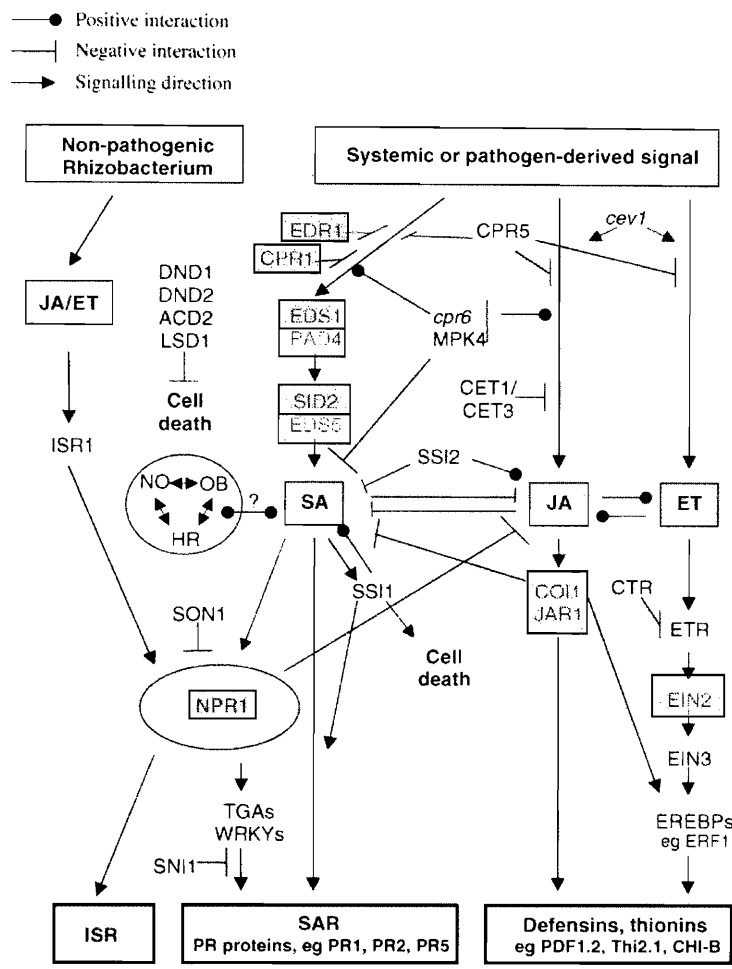 Positive interaction
Negative interaction
Signalling direction
Non-pathogenic
Rhizobacterium
Systemic or pathogen-derived signal
EDR1
CPR1
CPR5
cev1
JA/ET
DND1
DND2
ACD2
LSD1
EDS1
PAD4
cpr6
MPK4
Cell
death
SID2
EDS5
CET1/
CET3
ISR1
SSI2
NO
OB
HR
?
SA
JA
ET
SSI1
COI1
JAR1
CTR
SON1
ETR
Cell
death
NPR1
EIN2
EIN3
TGAs
WRKYs
EREBPs
eg ERF1
SNI1
ISR
SAR
PR proteins, eg PR1, PR2, PR5
Defensins, thionins
eg PDF1.2, Thi2.1, CHI-B